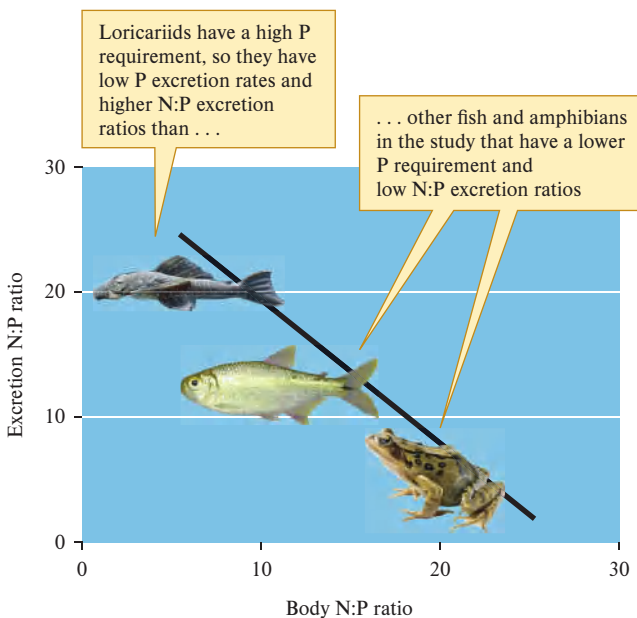 Loricariids have a high P
requirement, so they have
low P excretion rates and
higher N:P excretion
ratios than . . .
. . . other fish and amphibians
in the study that have a lower
P requirement and
low N:P excretion ratios
30
20
10
0
Excretion N:P ratio
0 10 20 30
Body N:P ratio